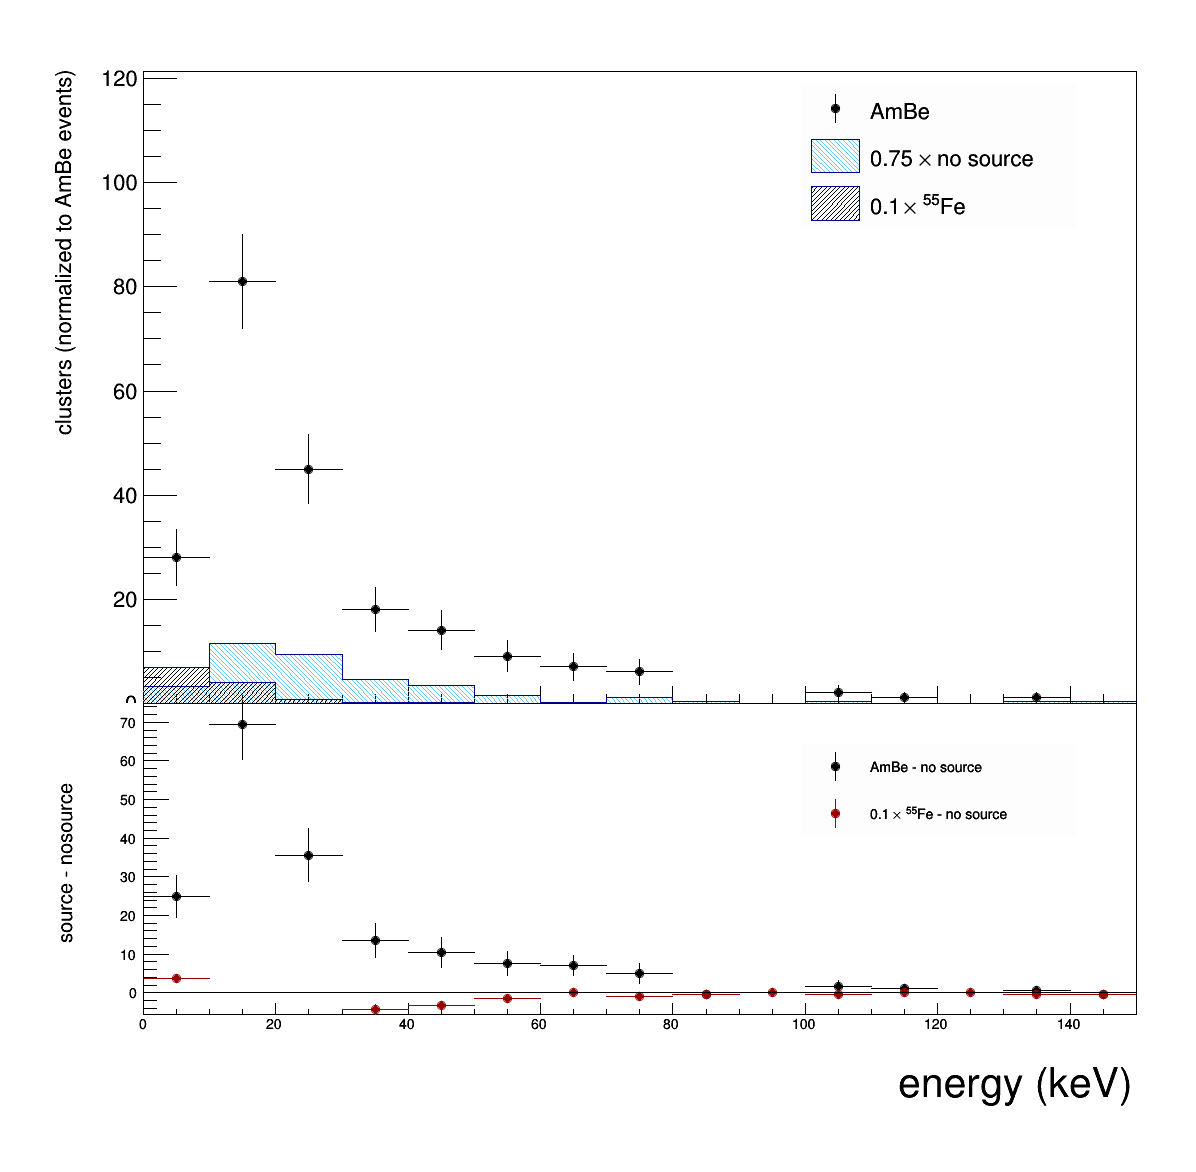 clusters (normalized to AmBe events)
120
100
80
60
40
20
0
AmBe
0.75 × no source
0.1× ⁵⁵Fe
source - nosource
70
60
50
40
30
20
10
0
AmBe - no source
0.1× ⁵⁵Fe - no source
0 20 40 60 80 100 120 140
energy (keV)